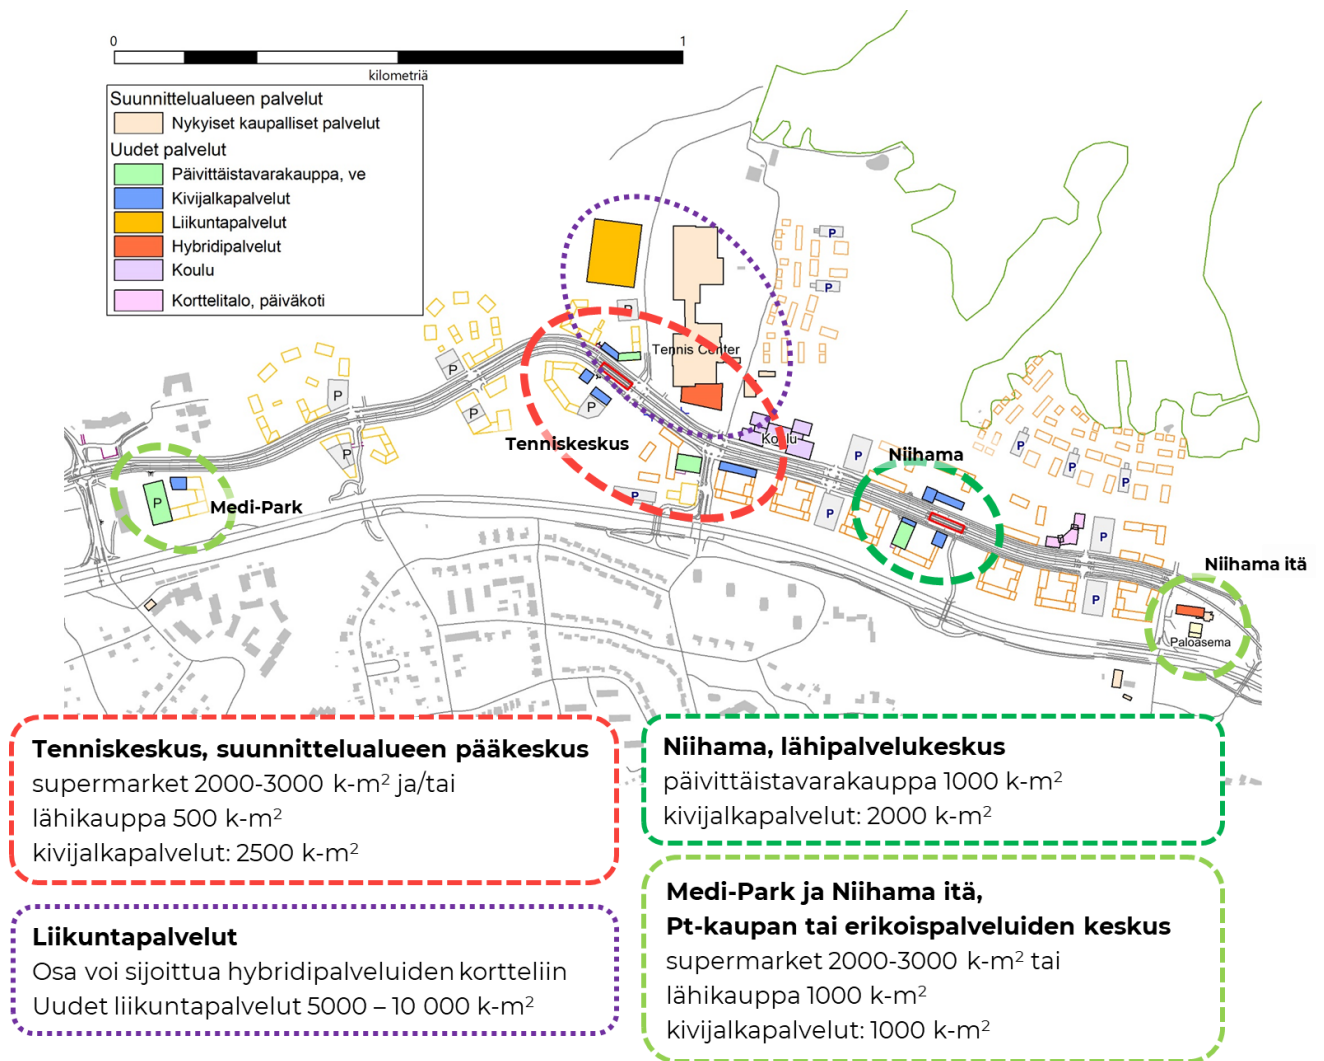 0
1
kilometriä
Suunnittelualueen palvelut
Nykyiset kaupalliset palvelut
Uudet palvelut
Päivittäistavarakauppa, ve
Kivijalkapalvelut
Liikuntapalvelut
Hybridipalvelut
Koulu
Korttelitalo, päiväkoti
P
P
P
Tennis Center
P
P
P
P
P
Tenniskeskus
Koulu
P
Niihama
P
P
P
P
Medi-Park
P
P
P
P
Niihama itä
P
Paloasema
Tenniskeskus, suunnittelualueen pääkeskus
supermarket 2000-3000 k-m² ja/tai
lähikauppa 500 k-m²
kivijalkapalvelut: 2500 k-m²
Niihama, lähipalvelukeskus
päivittäistavarakauppa 1000 k-m²
kivijalkapalvelut: 2000 k-m²
Liikuntapalvelut
Osa voi sijoittua hybridipalveluiden kortteliin
Uudet liikuntapalvelut 5000 – 10 000 k-m²
Medi-Park ja Niihama itä,
Pt-kaupan tai erikoispalveluiden keskus
supermarket 2000-3000 k-m² tai
lähikauppa 1000 k-m²
kivijalkapalvelut: 1000 k-m²